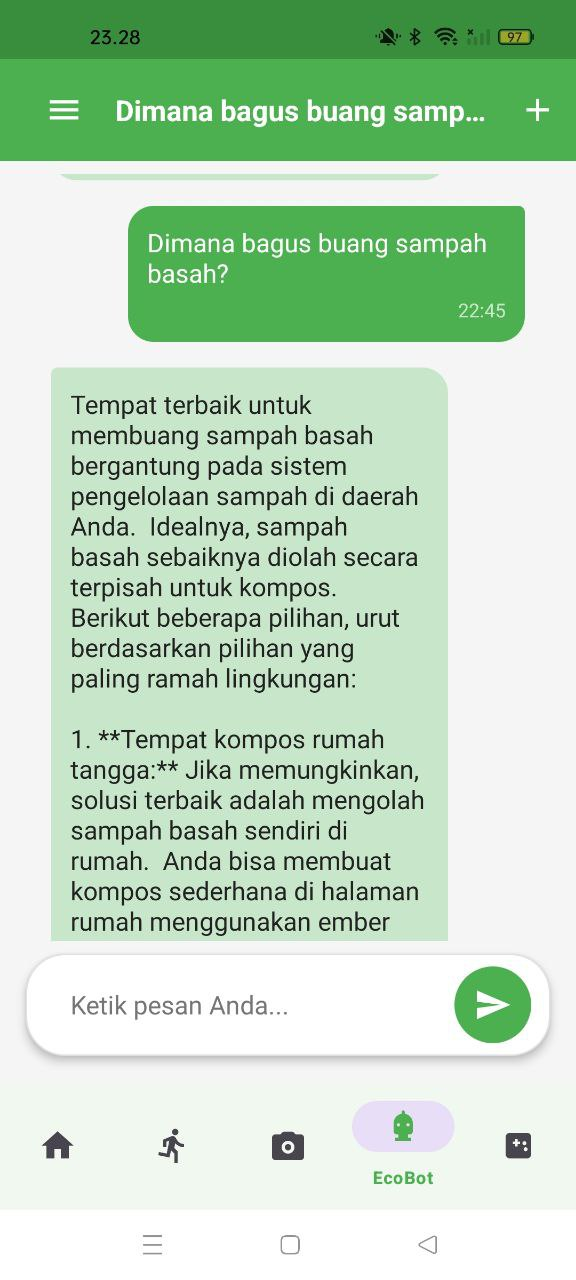 23.28
97
Dimana bagus buang samp...
Dimana bagus buang sampah
basah?
22:45
Tempat terbaik untuk
membuang sampah basah
bergantung pada sistem
pengelolaan sampah di daerah
Anda.  Idealnya, sampah
basah sebaiknya diolah secara
terpisah untuk kompos.
Berikut beberapa pilihan, urut
berdasarkan pilihan yang
paling ramah lingkungan:
1. **Tempat kompos rumah
tangga:** Jika memungkinkan,
solusi terbaik adalah mengolah
sampah basah sendiri di
rumah.  Anda bisa membuat
kompos sederhana di halaman
rumah menggunakan ember
Ketik pesan Anda...
EcoBot